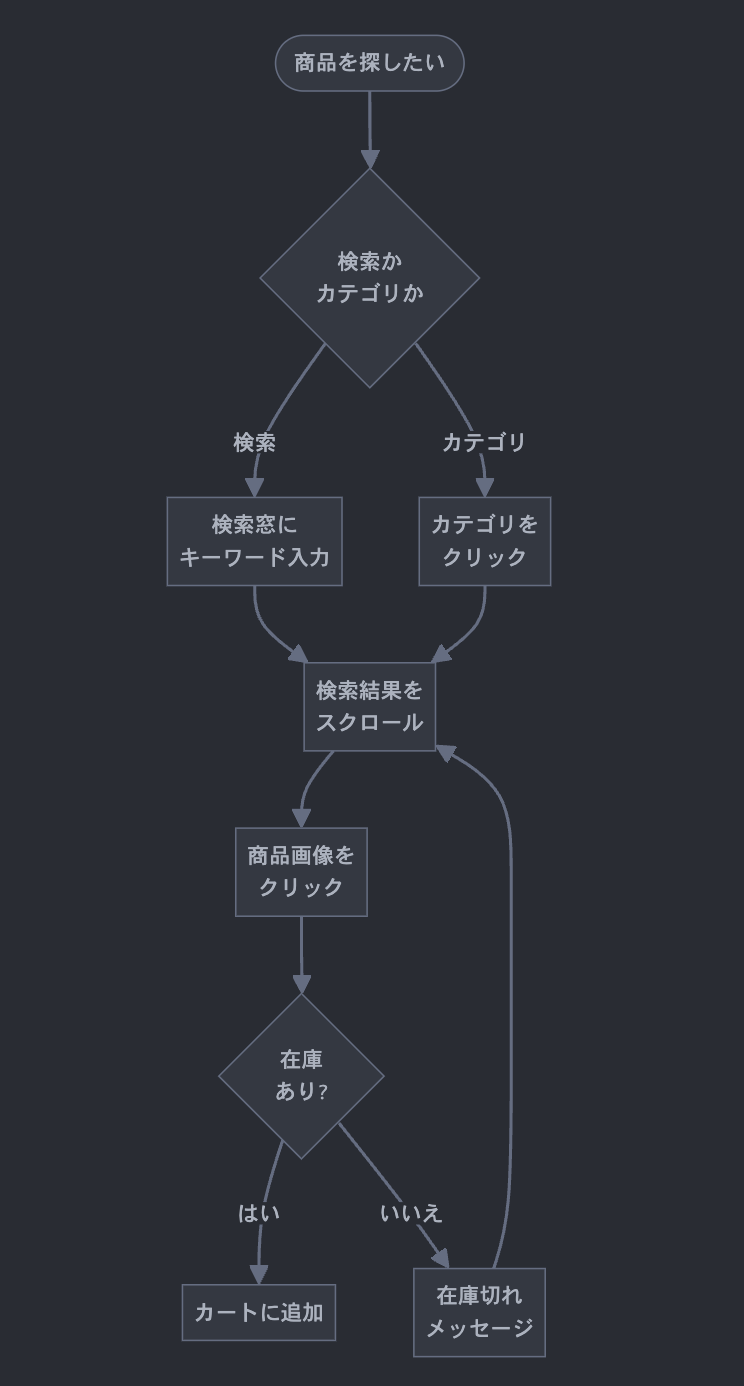 商品を探したい
検索か
カテゴリか
検索
カテゴリ
検索窓に
キーワード入力
カテゴリを
クリック
検索結果を
スクロール
商品画像を
クリック
在庫
あり?
はい
いいえ
カートに追加
在庫切れ
メッセージ